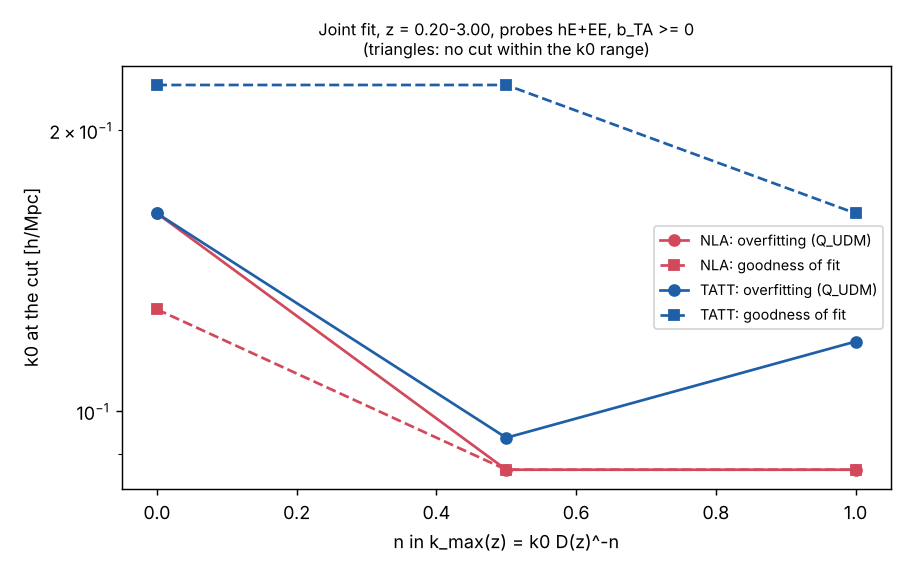 Joint fit, z = 0.20-3.00, probes hE+EE, b_TA >= 0
(triangles: no cut within the k0 range)
k0 at the cut [h/Mpc]
2 × 10⁻¹
10⁻¹
NLA: overfitting (Q_UDM)
NLA: goodness of fit
TATT: overfitting (Q_UDM)
TATT: goodness of fit
0.0 0.2 0.4 0.6 0.8 1.0
n in k_max(z) = k0 D(z)^-n